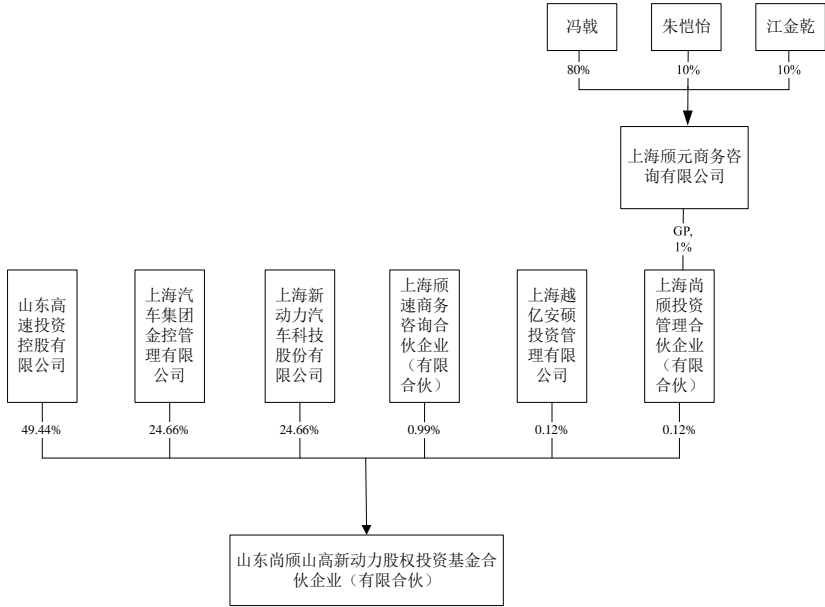 冯戟
朱恺怡
江金乾
80%
10%
10%
上海颀元商务咨
询有限公司
GP,
1%
山东高
速投资
控股有
限公司
上海汽
车集团
金控管
理有限
公司
上海新
动力汽
车科技
股份有
限公司
上海颀
速商务
咨询合
伙企业
（有限
合伙）
上海越
亿安硕
投资管
理有限
公司
上海尚
颀投资
管理合
伙企业
（有限
合伙）
49.44%
24.66%
24.66%
0.99%
0.12%
0.12%
山东尚颀山高新动力股权投资基金合
伙企业（有限合伙）